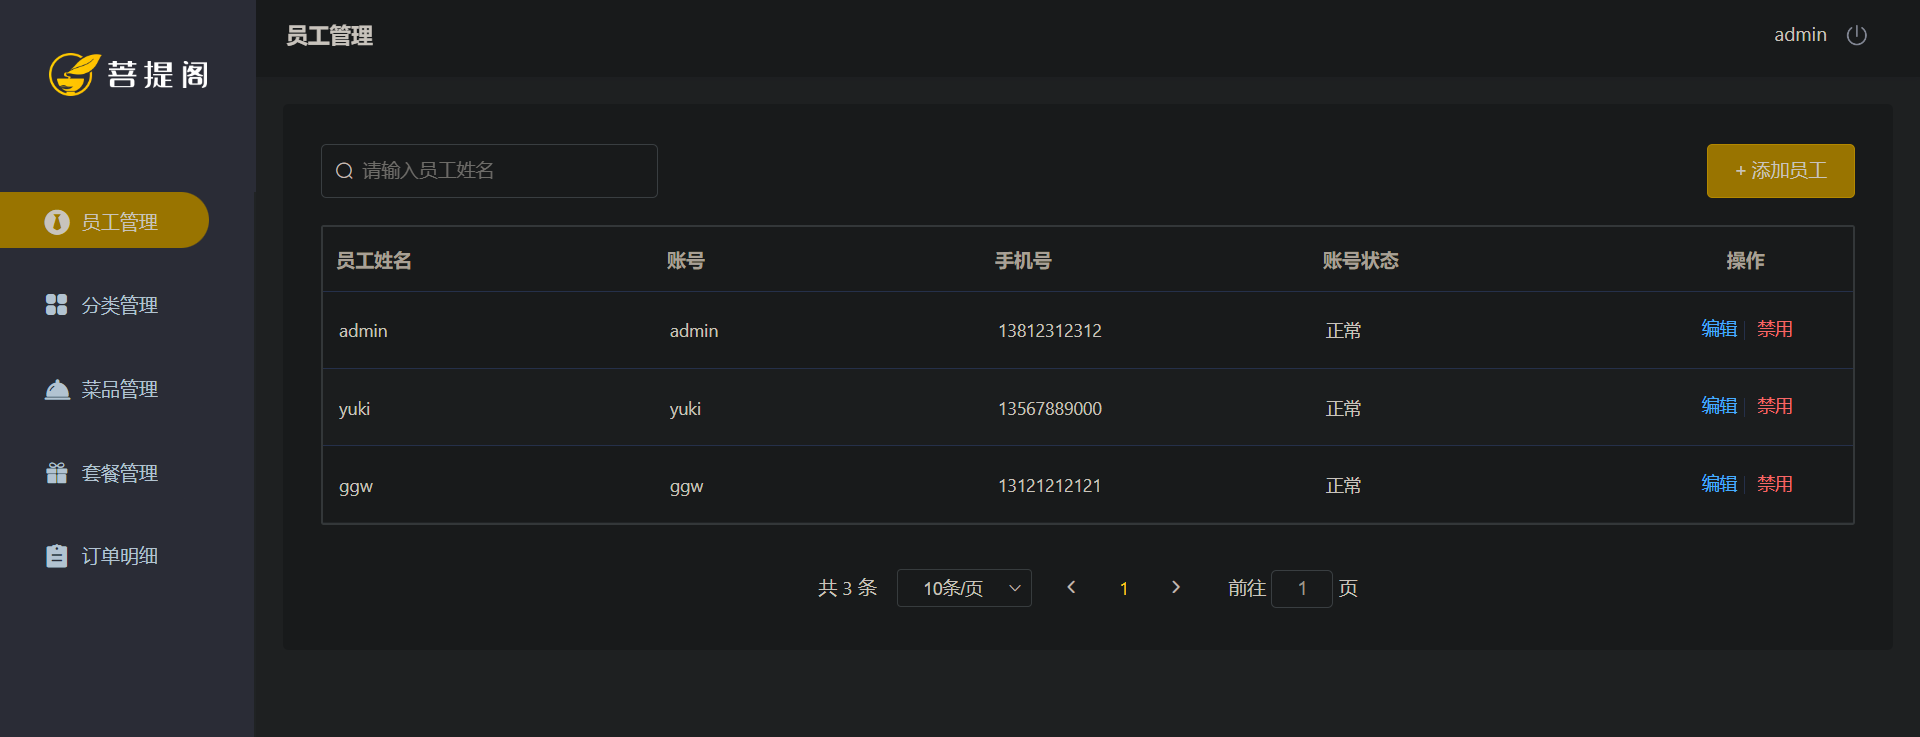 菩提阁
员工管理
admin
员工管理
分类管理
菜品管理
套餐管理
订单明细
请输入员工姓名
+ 添加员工
员工姓名 账号 手机号 账号状态 操作
admin admin 13812312312 正常 编辑 禁用
yuki yuki 13567889000 正常 编辑 禁用
ggw ggw 13121212121 正常 编辑 禁用
共 3 条 10条/页 1 前往 1 页